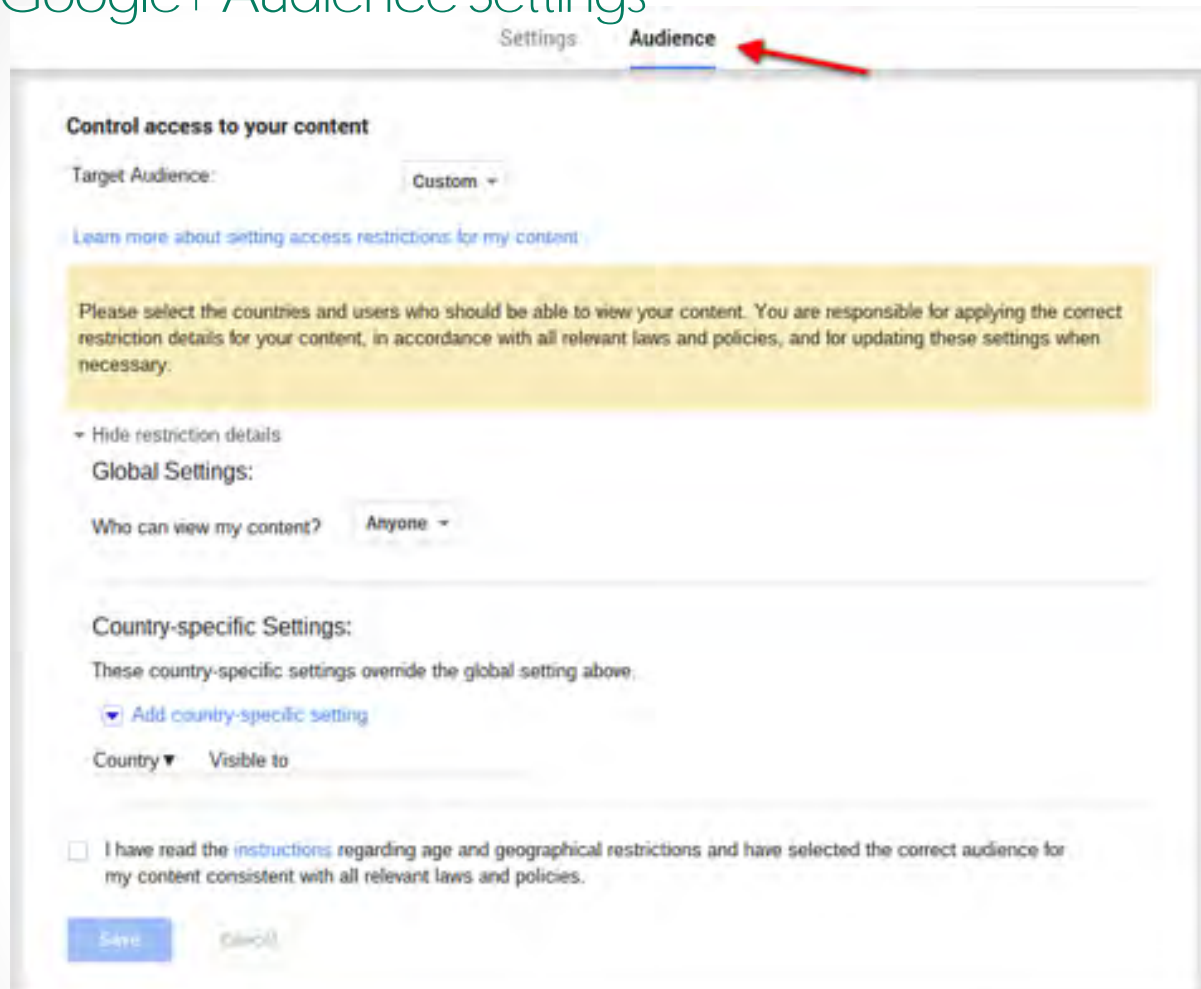 Google+ Audience Settings
Settings Audience
Control access to your content
Target Audience: Custom
Learn more about setting access restrictions for my content
Please select the countries and users who should be able to view your content. You are responsible for applying the correct
restriction details for your content, in accordance with all relevant laws and policies, and for updating these settings when
necessary.
Hide restriction details
Global Settings:
Who can view my content? Anyone
Country-specific Settings:
These country-specific settings override the global setting above.
Add country-specific setting
Country ▼ Visible to
I have read the instructions regarding age and geographical restrictions and have selected the correct audience for
my content consistent with all relevant laws and policies.
Save Cancel